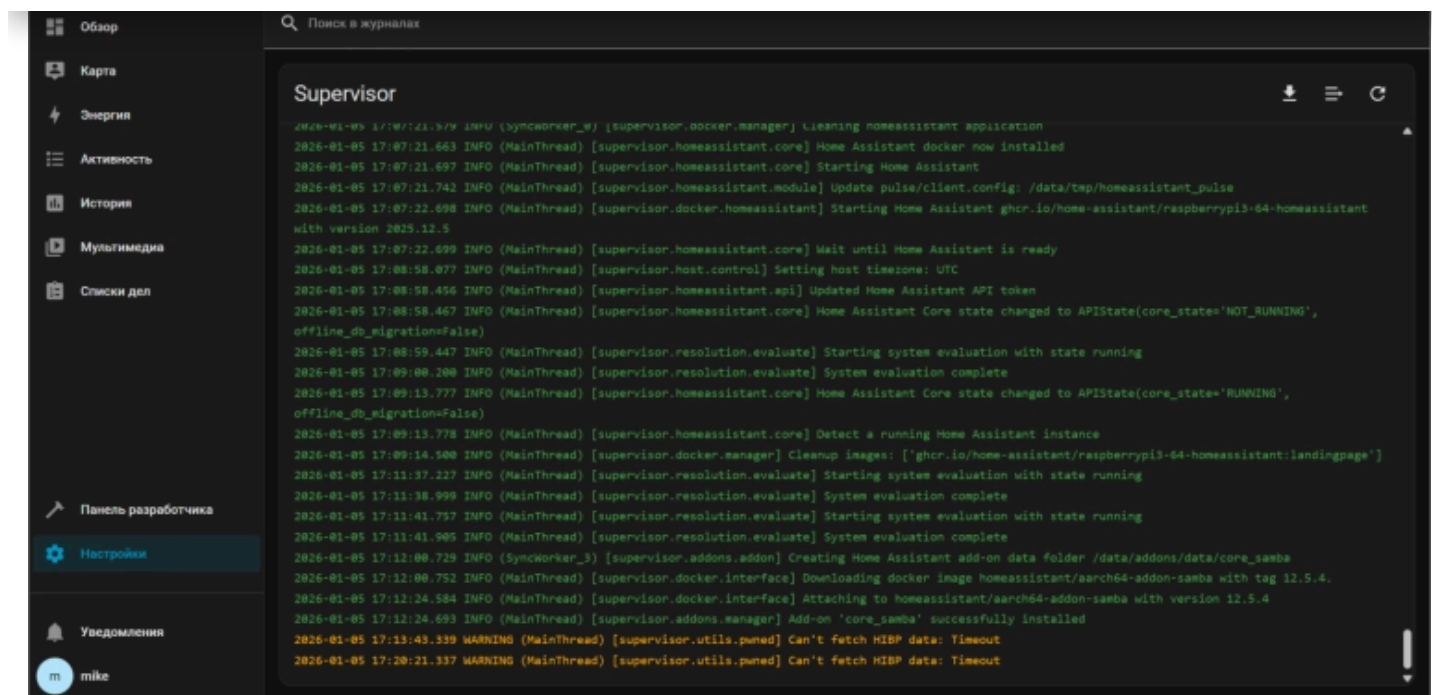 Обзор
Поиск в журналах
Карта
Энергия
Активность
История
Мультимедиа
Списки дел
Панель разработчика
Настройки
Уведомления
m
mike
Supervisor
2026-01-05 17:07:21.579 INFO (SyncWorker_0) [supervisor.docker.manager] Cleaning homeassistant application
2026-01-05 17:07:21.663 INFO (MainThread) [supervisor.homeassistant.core] Home Assistant docker now installed
2026-01-05 17:07:21.697 INFO (MainThread) [supervisor.homeassistant.core] Starting Home Assistant
2026-01-05 17:07:21.742 INFO (MainThread) [supervisor.homeassistant.module] Update pulse/client.config: /data/tmp/homeassistant_pulse
2026-01-05 17:07:22.698 INFO (MainThread) [supervisor.docker.homeassistant] Starting Home Assistant ghcr.io/home-assistant/raspberrypi3-64-homeassistant
with version 2025.12.5
2026-01-05 17:07:22.699 INFO (MainThread) [supervisor.homeassistant.core] Wait until Home Assistant is ready
2026-01-05 17:08:58.077 INFO (MainThread) [supervisor.host.control] Setting host timezone: UTC
2026-01-05 17:08:58.456 INFO (MainThread) [supervisor.homeassistant.api] Updated Home Assistant API token
2026-01-05 17:08:58.467 INFO (MainThread) [supervisor.homeassistant.core] Home Assistant Core state changed to APIState(core_state='NOT_RUNNING',
offline_db_migration=False)
2026-01-05 17:08:59.447 INFO (MainThread) [supervisor.resolution.evaluate] Starting system evaluation with state running
2026-01-05 17:09:00.200 INFO (MainThread) [supervisor.resolution.evaluate] System evaluation complete
2026-01-05 17:09:13.777 INFO (MainThread) [supervisor.homeassistant.core] Home Assistant Core state changed to APIState(core_state='RUNNING',
offline_db_migration=False)
2026-01-05 17:09:13.778 INFO (MainThread) [supervisor.homeassistant.core] Detect a running Home Assistant instance
2026-01-05 17:09:14.500 INFO (MainThread) [supervisor.docker.manager] Cleanup images: ['ghcr.io/home-assistant/raspberrypi3-64-homeassistant:landingpage']
2026-01-05 17:11:37.227 INFO (MainThread) [supervisor.resolution.evaluate] Starting system evaluation with state running
2026-01-05 17:11:38.999 INFO (MainThread) [supervisor.resolution.evaluate] System evaluation complete
2026-01-05 17:11:41.757 INFO (MainThread) [supervisor.resolution.evaluate] Starting system evaluation with state running
2026-01-05 17:11:41.905 INFO (MainThread) [supervisor.resolution.evaluate] System evaluation complete
2026-01-05 17:12:00.729 INFO (SyncWorker_3) [supervisor.addons.addon] Creating Home Assistant add-on data folder /data/addons/data/core_samba
2026-01-05 17:12:00.752 INFO (MainThread) [supervisor.docker.interface] Downloading docker image homeassistant/aarch64-addon-samba with tag 12.5.4.
2026-01-05 17:12:24.584 INFO (MainThread) [supervisor.docker.interface] Attaching to homeassistant/aarch64-addon-samba with version 12.5.4
2026-01-05 17:12:24.693 INFO (MainThread) [supervisor.addons.manager] Add-on 'core_samba' successfully installed
2026-01-05 17:13:43.339 WARNING (MainThread) [supervisor.utils.pwned] Can't fetch HIBP data: Timeout
2026-01-05 17:20:21.337 WARNING (MainThread) [supervisor.utils.pwned] Can't fetch HIBP data: Timeout